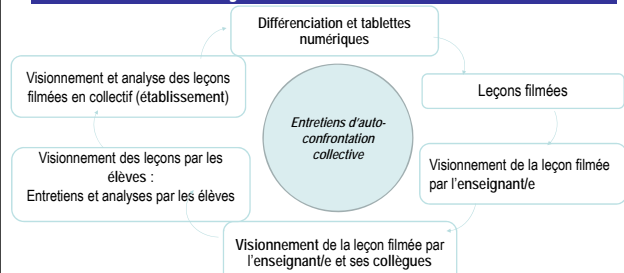 Différenciation et tablettes
numériques
Leçons filmées
Visionnement de la leçon filmée
par l'enseignant/e
Visionnement de la leçon filmée par
l'enseignant/e et ses collègues
Visionnement des leçons par les
élèves :
Entretiens et analyses par les élèves
Visionnement et analyse des leçons
filmées en collectif (établissement)
Entretiens d'auto-
confrontation
collective